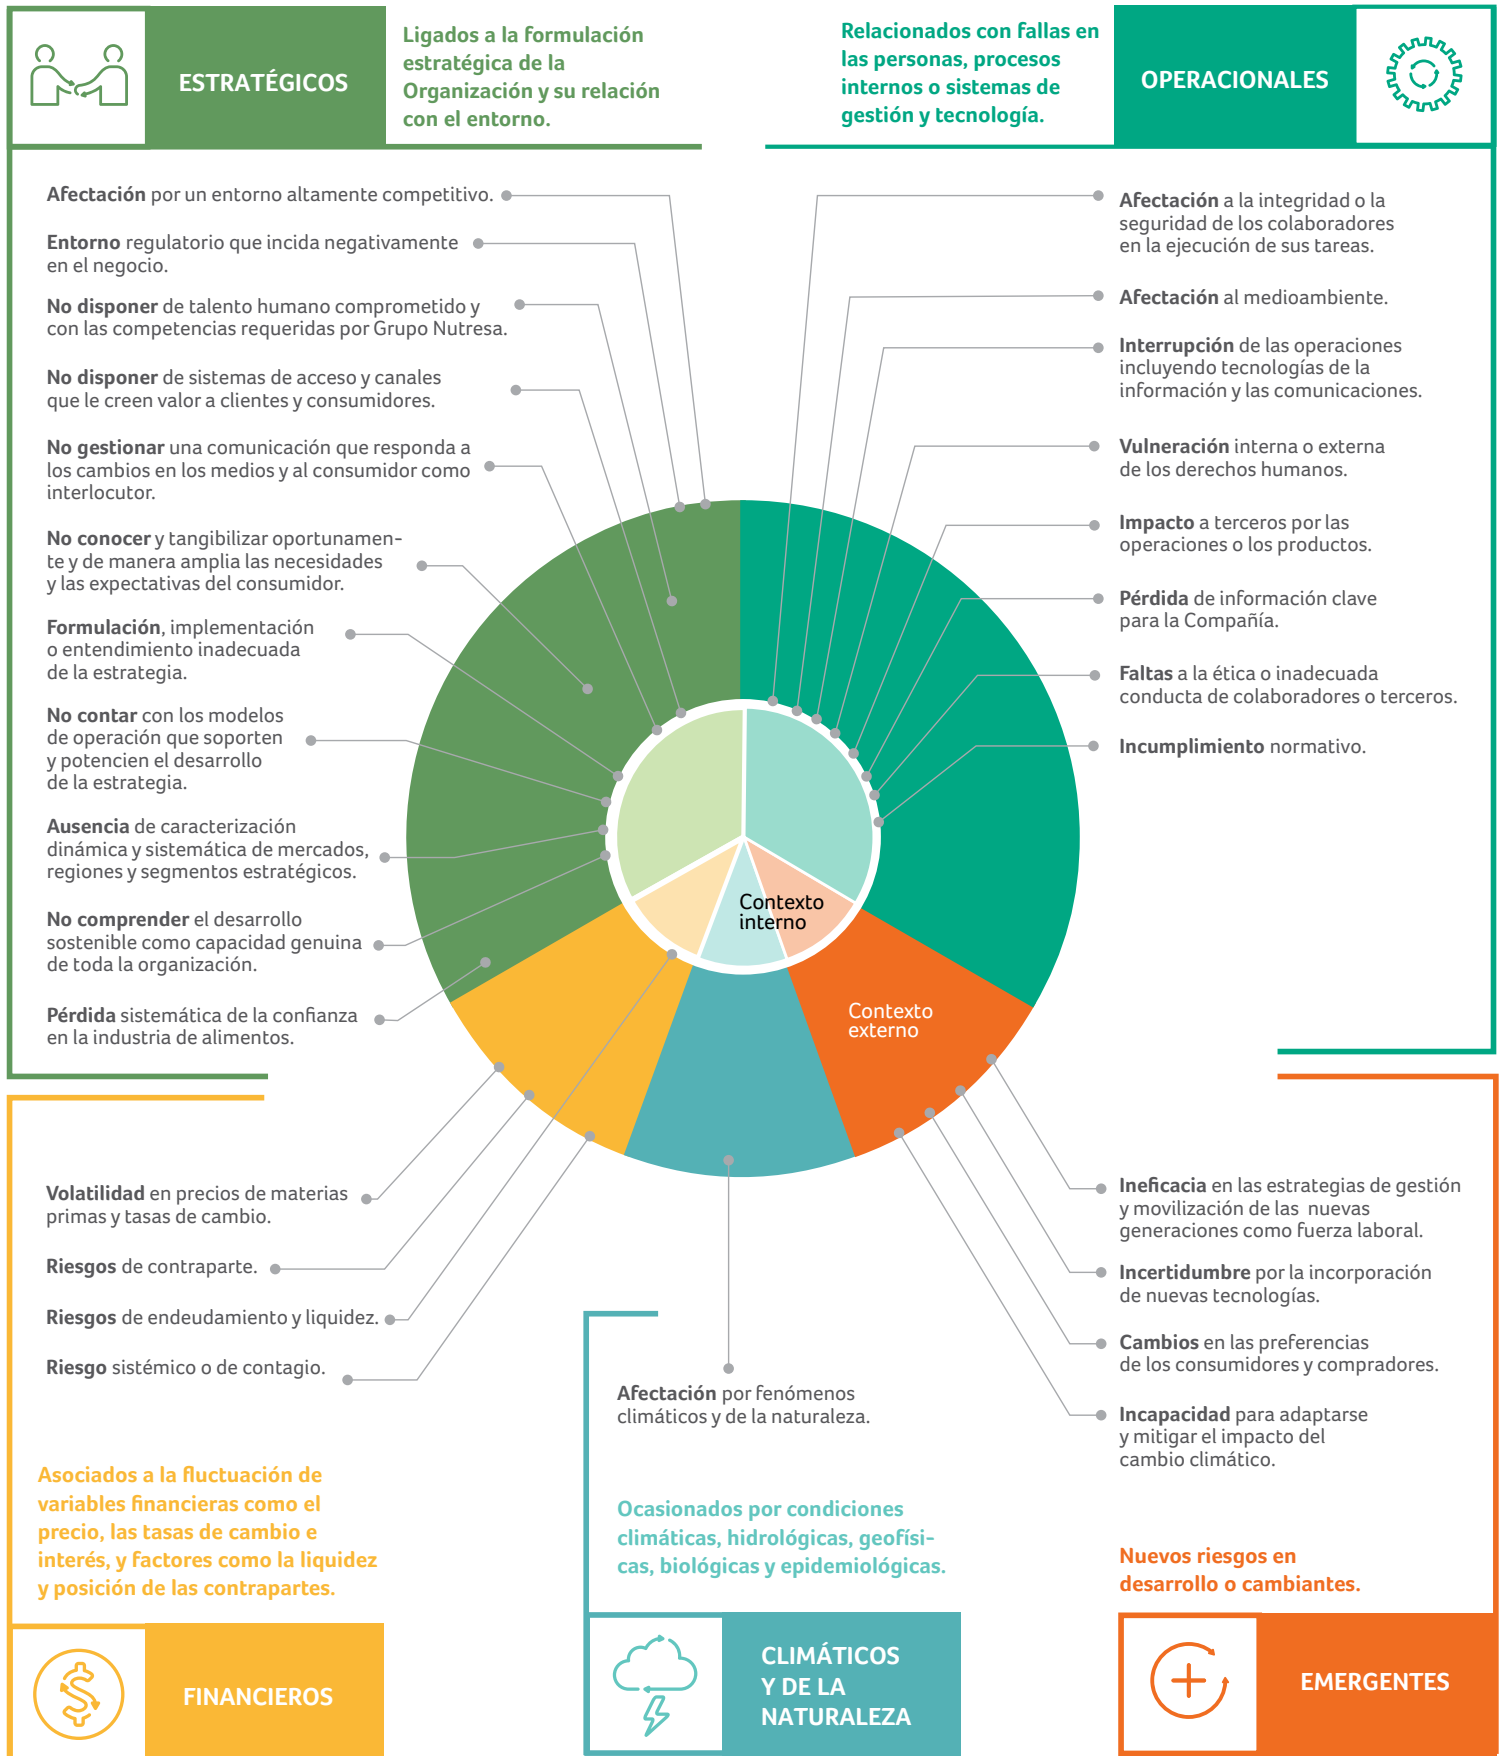 ESTRATÉGICOS
Ligados a la formulación
estratégica de la
Organización y su relación
con el entorno.
Afectación por un entorno altamente competitivo.
Entorno regulatorio que incida negativamente
en el negocio.
No disponer de talento humano comprometido y
con las competencias requeridas por Grupo Nutresa.
No disponer de sistemas de acceso y canales
que le creen valor a clientes y consumidores.
No gestionar una comunicación que responda a
los cambios en los medios y al consumidor como
interlocutor.
No conocer y tangibilizar oportunamen-
te y de manera amplia las necesidades
y las expectativas del consumidor.
Formulación, implementación
o entendimiento inadecuada
de la estrategia.
No contar con los modelos
de operación que soporten
y potencien el desarrollo
de la estrategia.
Ausencia de caracterización
dinámica y sistemática de mercados,
regiones y segmentos estratégicos.
No comprender el desarrollo
sostenible como capacidad genuina
de toda la organización.
Pérdida sistemática de la confianza
en la industria de alimentos.
Relacionados con fallas en
las personas, procesos
internos o sistemas de
gestión y tecnología.
OPERACIONALES
Afectación a la integridad o la
seguridad de los colaboradores
en la ejecución de sus tareas.
Afectación al medioambiente.
Interrupción de las operaciones
incluyendo tecnologías de la
información y las comunicaciones.
Vulneración interna o externa
de los derechos humanos.
Impacto a terceros por las
operaciones o los productos.
Pérdida de información clave
para la Compañía.
Faltas a la ética o inadecuada
conducta de colaboradores o terceros.
Incumplimiento normativo.
Contexto
interno
Contexto
externo
Volatilidad en precios de materias
primas y tasas de cambio.
Riesgos de contraparte.
Riesgos de endeudamiento y liquidez.
Riesgo sistémico o de contagio.
Asociados a la fluctuación de
variables financieras como el
precio, las tasas de cambio e
interés, y factores como la liquidez
y posición de las contrapartes.
FINANCIEROS
Afectación por fenómenos
climáticos y de la naturaleza.
Ocasionados por condiciones
climáticas, hidrológicas, geofísi-
cas, biológicas y epidemiológicas.
CLIMÁTICOS
Y DE LA
NATURALEZA
Ineficacia en las estrategias de gestión
y movilización de las nuevas
generaciones como fuerza laboral.
Incertidumbre por la incorporación
de nuevas tecnologías.
Cambios en las preferencias
de los consumidores y compradores.
Incapacidad para adaptarse
y mitigar el impacto del
cambio climático.
Nuevos riesgos en
desarrollo o cambiantes.
EMERGENTES